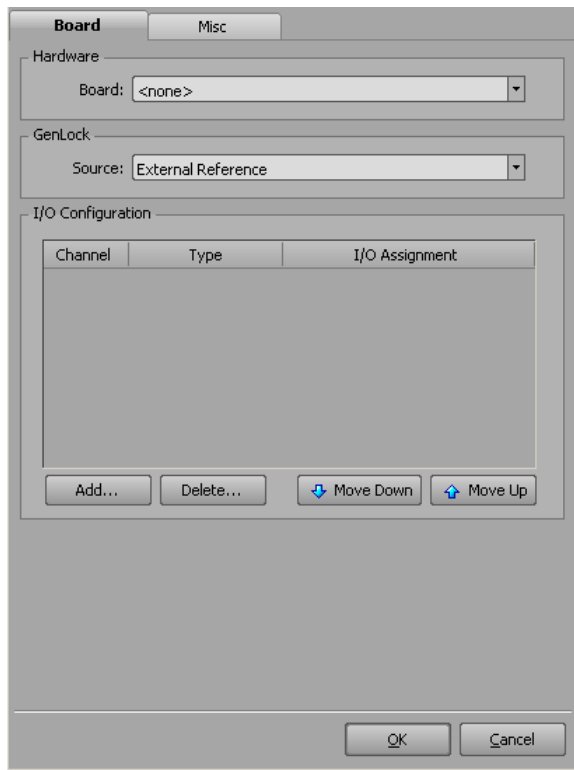 Board Misc
Hardware
Board: <none>
GenLock
Source: External Reference
I/O Configuration
Channel Type I/O Assignment
Add... Delete... Move Down Move Up
OK Cancel